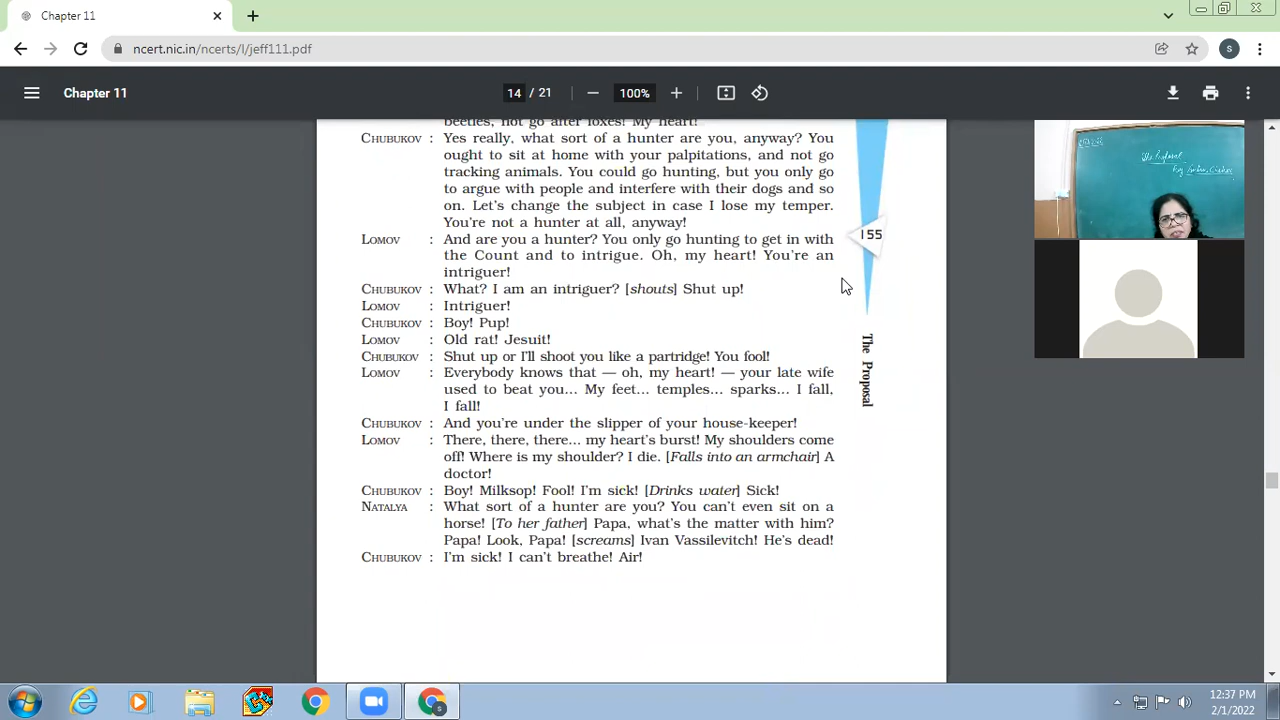 Chapter 11
ncert.nic.in/ncerts/l/jeff111.pdf
S
Chapter 11
14 / 21
100%
beetles, not go after foxes! My heart!
CHUBUKOV : Yes really, what sort of a hunter are you, anyway? You
ought to sit at home with your palpitations, and not go
tracking animals. You could go hunting, but you only go
to argue with people and interfere with their dogs and so
on. Let's change the subject in case I lose my temper.
You're not a hunter at all, anyway!
LOMOV : And are you a hunter? You only go hunting to get in with
the Count and to intrigue. Oh, my heart! You're an
intriguer!
CHUBUKOV : What? I am an intriguer? [shouts] Shut up!
LOMOV : Intriguer!
CHUBUKOV : Boy! Pup!
LOMOV : Old rat! Jesuit!
CHUBUKOV : Shut up or I'll shoot you like a partridge! You fool!
LOMOV : Everybody knows that — oh, my heart! — your late wife
used to beat you... My feet... temples... sparks... I fall,
I fall!
CHUBUKOV : And you're under the slipper of your house-keeper!
LOMOV : There, there, there... my heart's burst! My shoulders come
off! Where is my shoulder? I die. [Falls into an armchair] A
doctor!
CHUBUKOV : Boy! Milksop! Fool! I'm sick! [Drinks water] Sick!
NATALYA : What sort of a hunter are you? You can't even sit on a
horse! [To her father] Papa, what's the matter with him?
Papa! Look, Papa! [screams] Ivan Vassilevitch! He's dead!
CHUBUKOV : I'm sick! I can't breathe! Air!
155
The Proposal
The Proposal
by
S
12:37 PM
2/1/2022